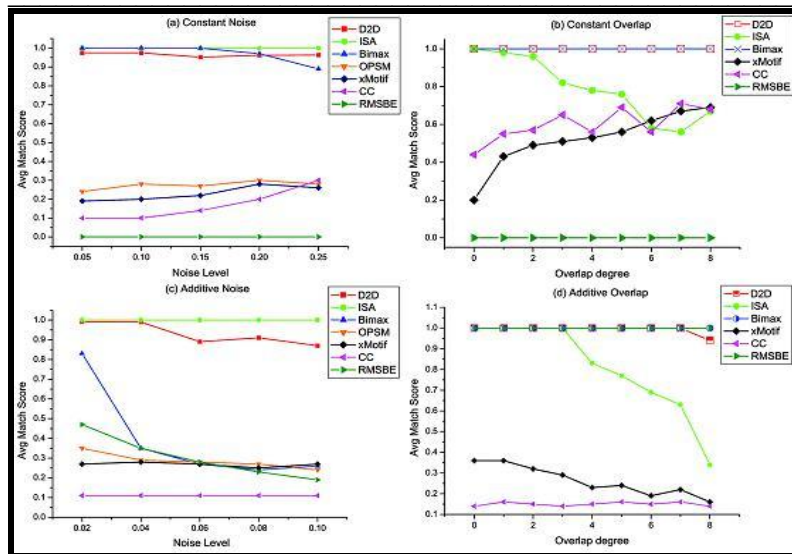 (a) Constant Noise
Avg Match Score
1.0
0.9
0.8
0.7
0.6
0.5
0.4
0.3
0.2
0.1
0.0
0.05 0.10 0.15 0.20 0.25
Noise Level
D2D
ISA
Bimax
OPSM
xMotif
CC
RMSBE
(b) Constant Overlap
Avg Match Score
1.0
0.8
0.6
0.4
0.2
0.0
0 2 4 6 8
Overlap degree
D2D
ISA
Bimax
xMotif
CC
RMSBE
(c) Additive Noise
Avg Match Score
1.0
0.9
0.8
0.7
0.6
0.5
0.4
0.3
0.2
0.1
0.0
0.02 0.04 0.06 0.08 0.10
Noise Level
D2D
ISA
Bimax
OPSM
xMotif
CC
RMSBE
(d) Additive Overlap
Avg Match Score
1.1
1.0
0.9
0.8
0.7
0.6
0.5
0.4
0.3
0.2
0.1
0 2 4 6 8
Overlap degree
D2D
ISA
Bimax
xMotif
CC
RMSBE